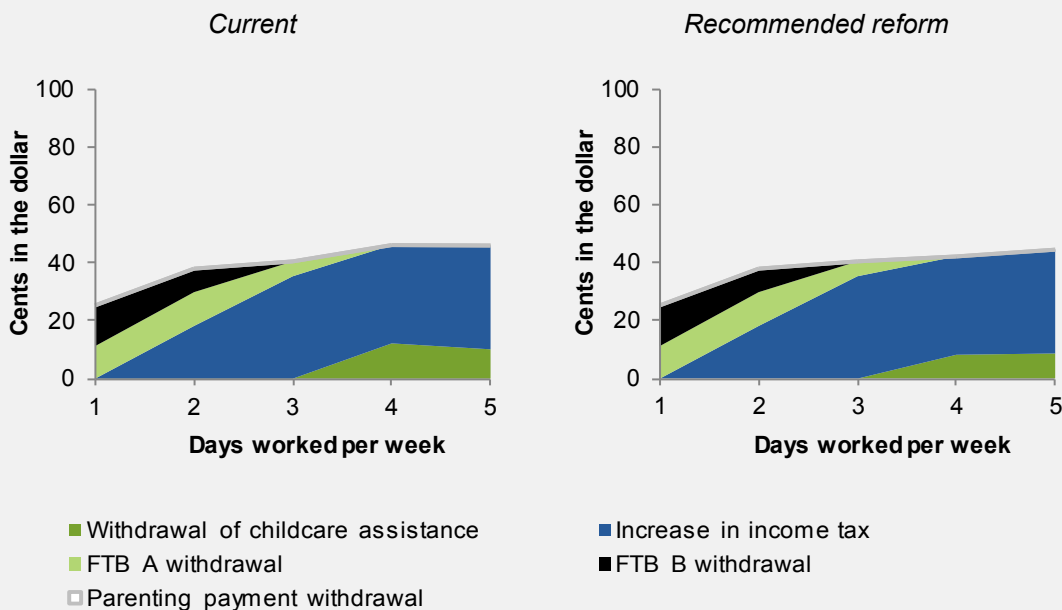 Current
Recommended reform
100
80
60
40
20
0
Cents in the dollar
1 2 3 4 5
Days worked per week
100
80
60
40
20
0
Cents in the dollar
1 2 3 4 5
Days worked per week
Withdrawal of childcare assistance
Increase in income tax
FTB A withdrawal
FTB B withdrawal
Parenting payment withdrawal